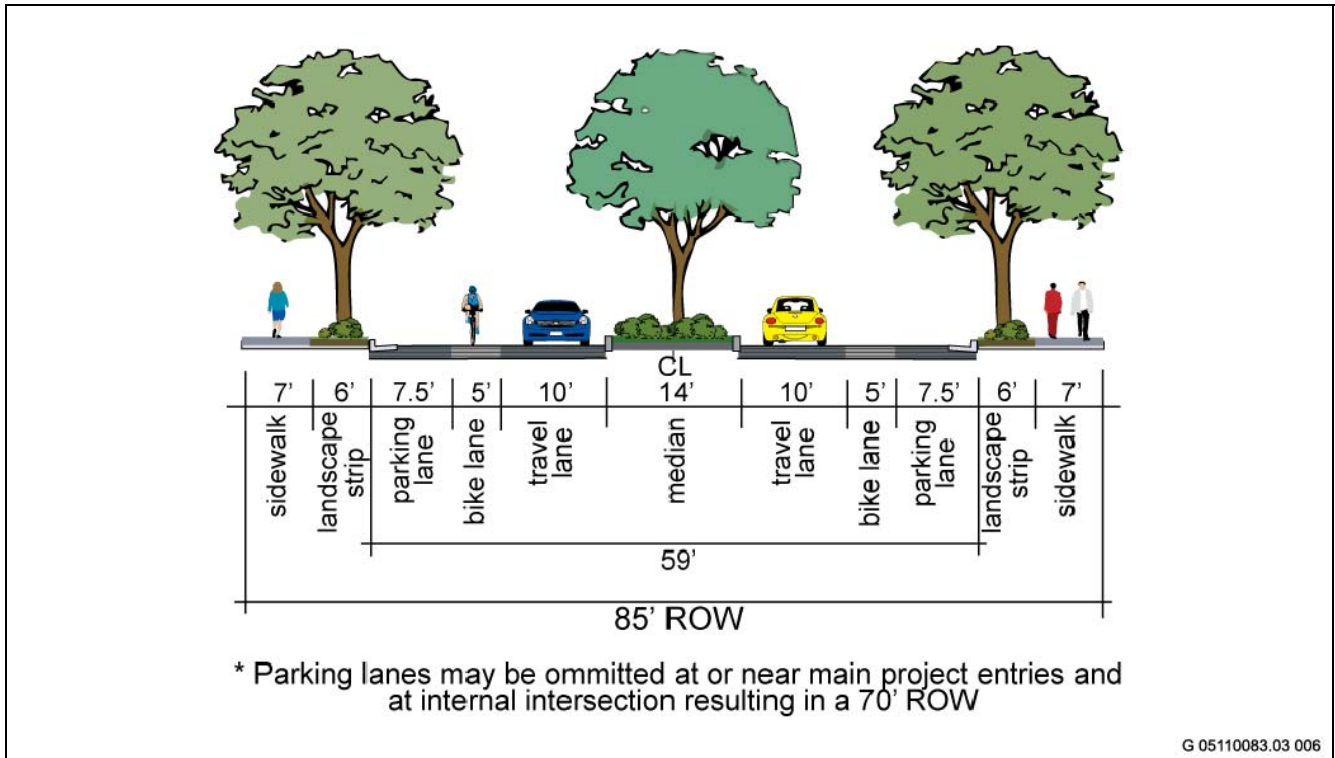 CL
7' 6' 7.5' 5' 10' 14' 10' 5' 7.5' 6' 7'
sidewalk
landscape
strip
parking
lane
bike lane
travel
lane
median
travel
lane
bike lane
parking
lane
landscape
strip
sidewalk
59'
85' ROW
* Parking lanes may be ommitted at or near main project entries and
at internal intersection resulting in a 70' ROW
G 05110083.03 006